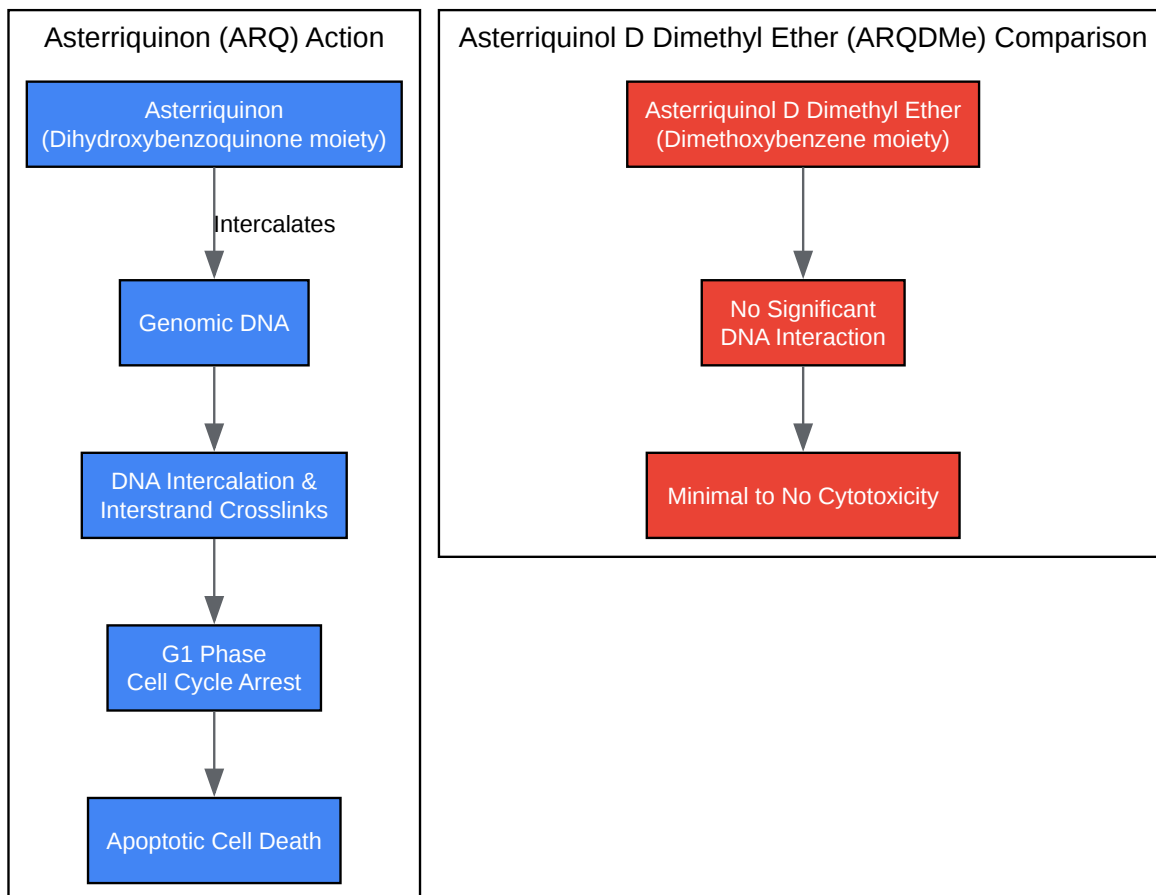 Asterriquinon (ARQ) Action
Asterriquinon
(Dihydroxybenzoquinone moiety)
Intercalates
Genomic DNA
DNA Intercalation &
Interstrand Crosslinks
G1 Phase
Cell Cycle Arrest
Apoptotic Cell Death
Asterriquinol D Dimethyl Ether (ARQDMe) Comparison
Asterriquinol D Dimethyl Ether
(Dimethoxybenzene moiety)
No Significant
DNA Interaction
Minimal to No Cytotoxicity